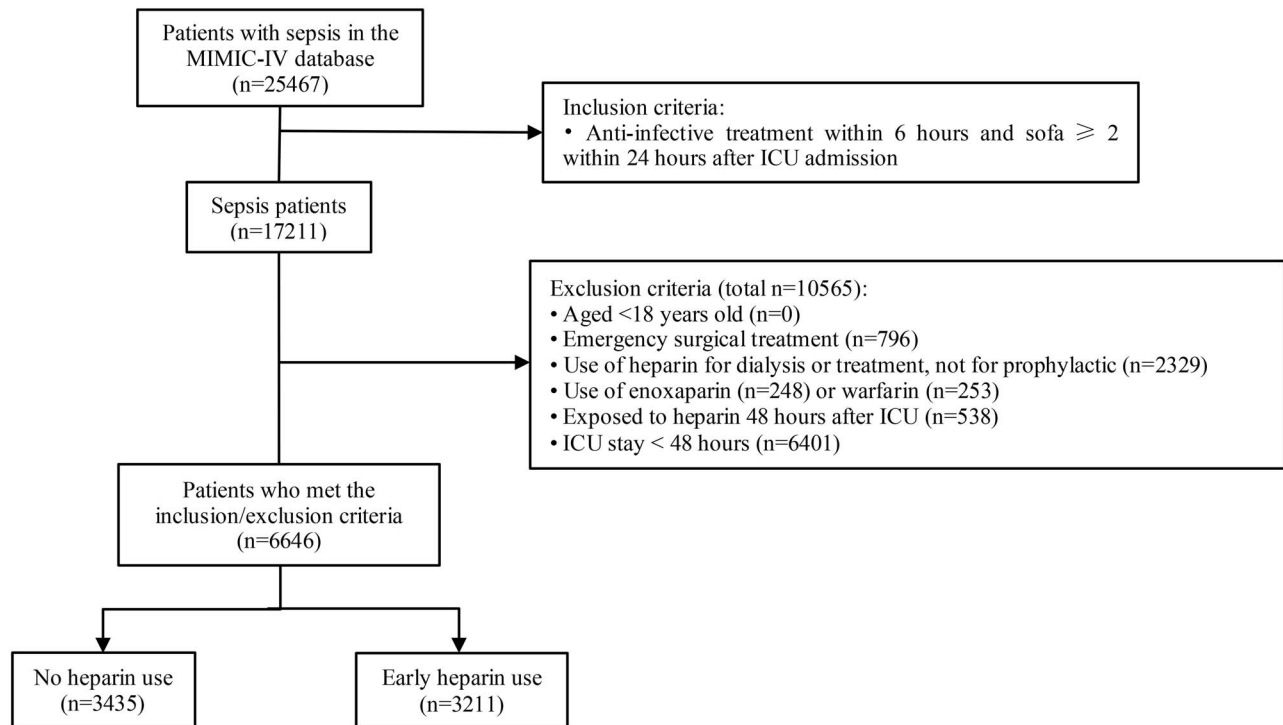 Patients with sepsis in the
MIMIC-IV database
(n=25467)
Inclusion criteria:
• Anti-infective treatment within 6 hours and sofa ≥ 2
within 24 hours after ICU admission
Sepsis patients
(n=17211)
Exclusion criteria (total n=10565):
• Aged <18 years old (n=0)
• Emergency surgical treatment (n=796)
• Use of heparin for dialysis or treatment, not for prophylactic (n=2329)
• Use of enoxaparin (n=248) or warfarin (n=253)
• Exposed to heparin 48 hours after ICU (n=538)
• ICU stay < 48 hours (n=6401)
Patients who met the
inclusion/exclusion criteria
(n=6646)
No heparin use
(n=3435)
Early heparin use
(n=3211)